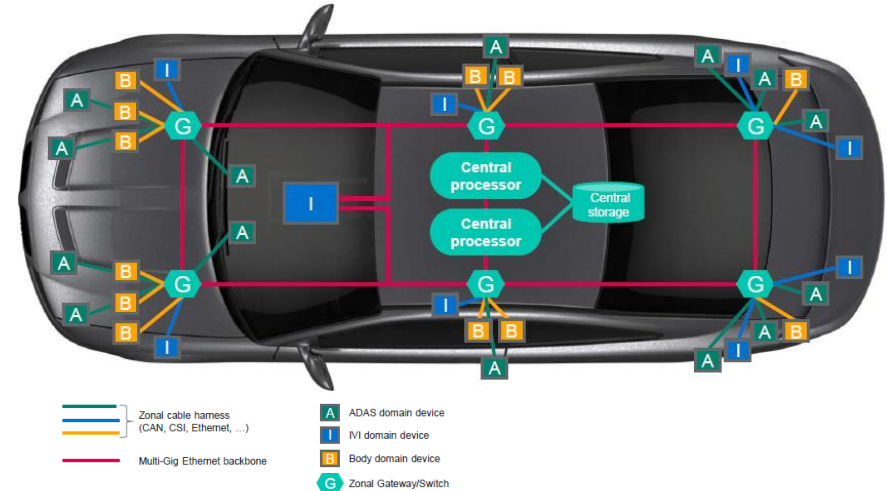 A
I
A
I
B
B
B
B
A
B
A
B
I
A
B
G
G
G
A
I
A
Central
processor
I
Central
storage
A
Central
processor
A
B
G
I
G
G
I
A
B
A
B
I
B
B
A
A
I
B
A
Zonal cable harness
(CAN, CSI, Ethernet, …)
Multi-Gig Ethernet backbone
A ADAS domain device
I IVI domain device
B Body domain device
G Zonal Gateway/Switch